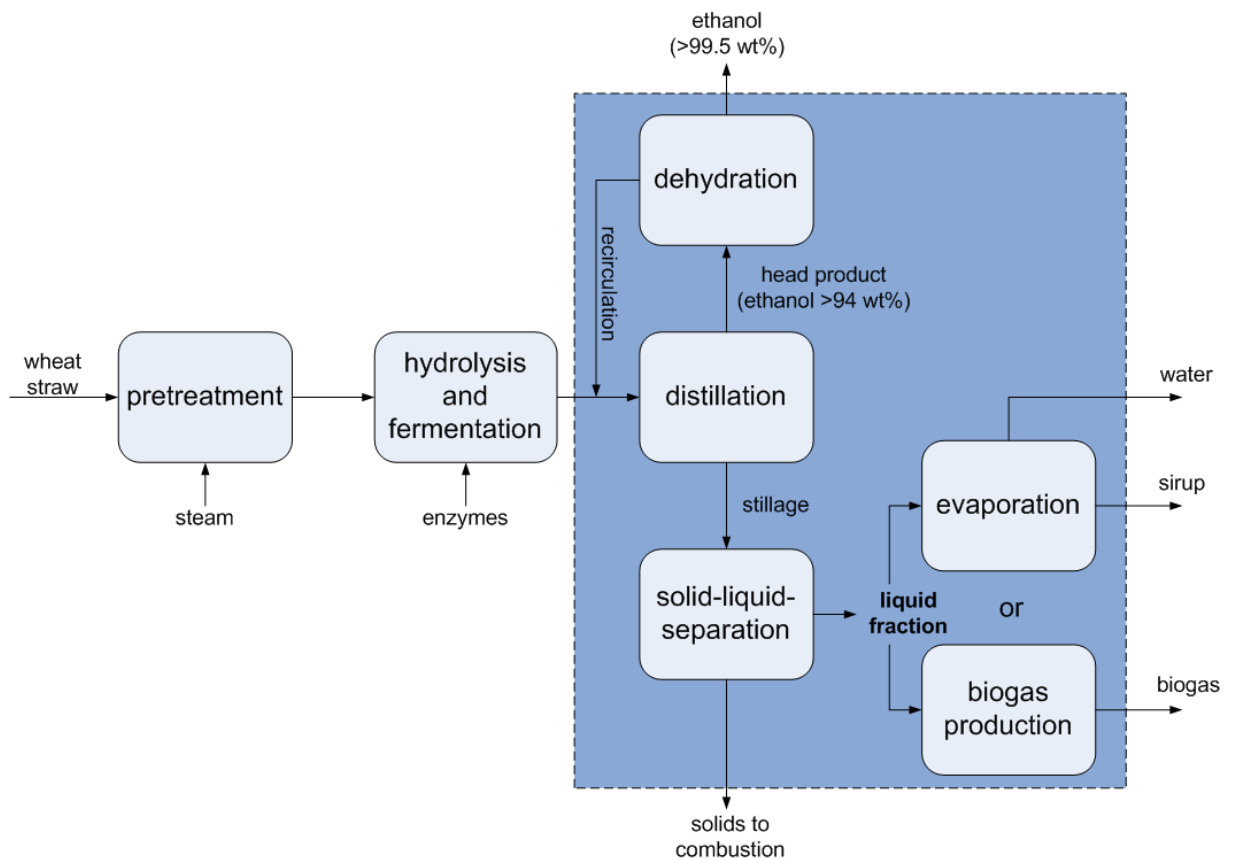 ethanol
(>99.5 wt%)
dehydration
recirculation
head product
(ethanol >94 wt%)
wheat
straw
pretreatment
hydrolysis
and
fermentation
distillation
water
steam
enzymes
stillage
evaporation
sirup
solid-liquid-
separation
liquid
fraction
or
biogas
production
biogas
solids to
combustion